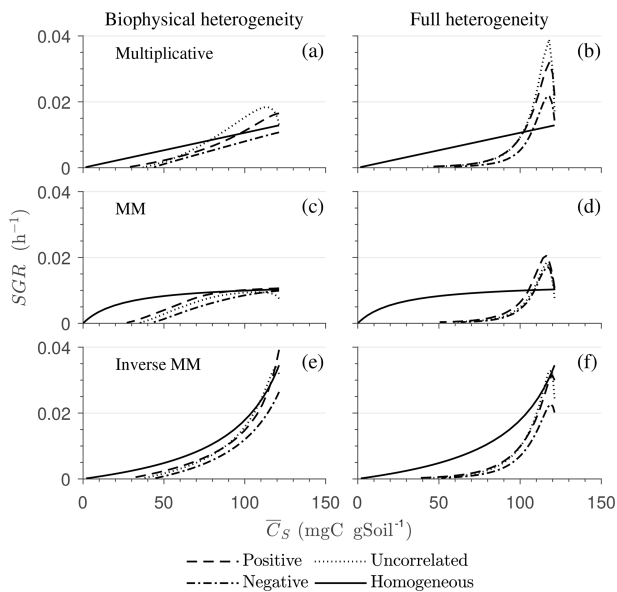 Biophysical heterogeneity Full heterogeneity
0.04 (a) (b)
Multiplicative
0.02
0
0.04 (c) (d)
MM
0.02
0
0.04 (e) (f)
Inverse MM
0.02
0
0 50 100 150 0 50 100 150
SGR (h⁻¹)
C̅_S (mgC gSoil⁻¹)
Positive Uncorrelated
Negative Homogeneous